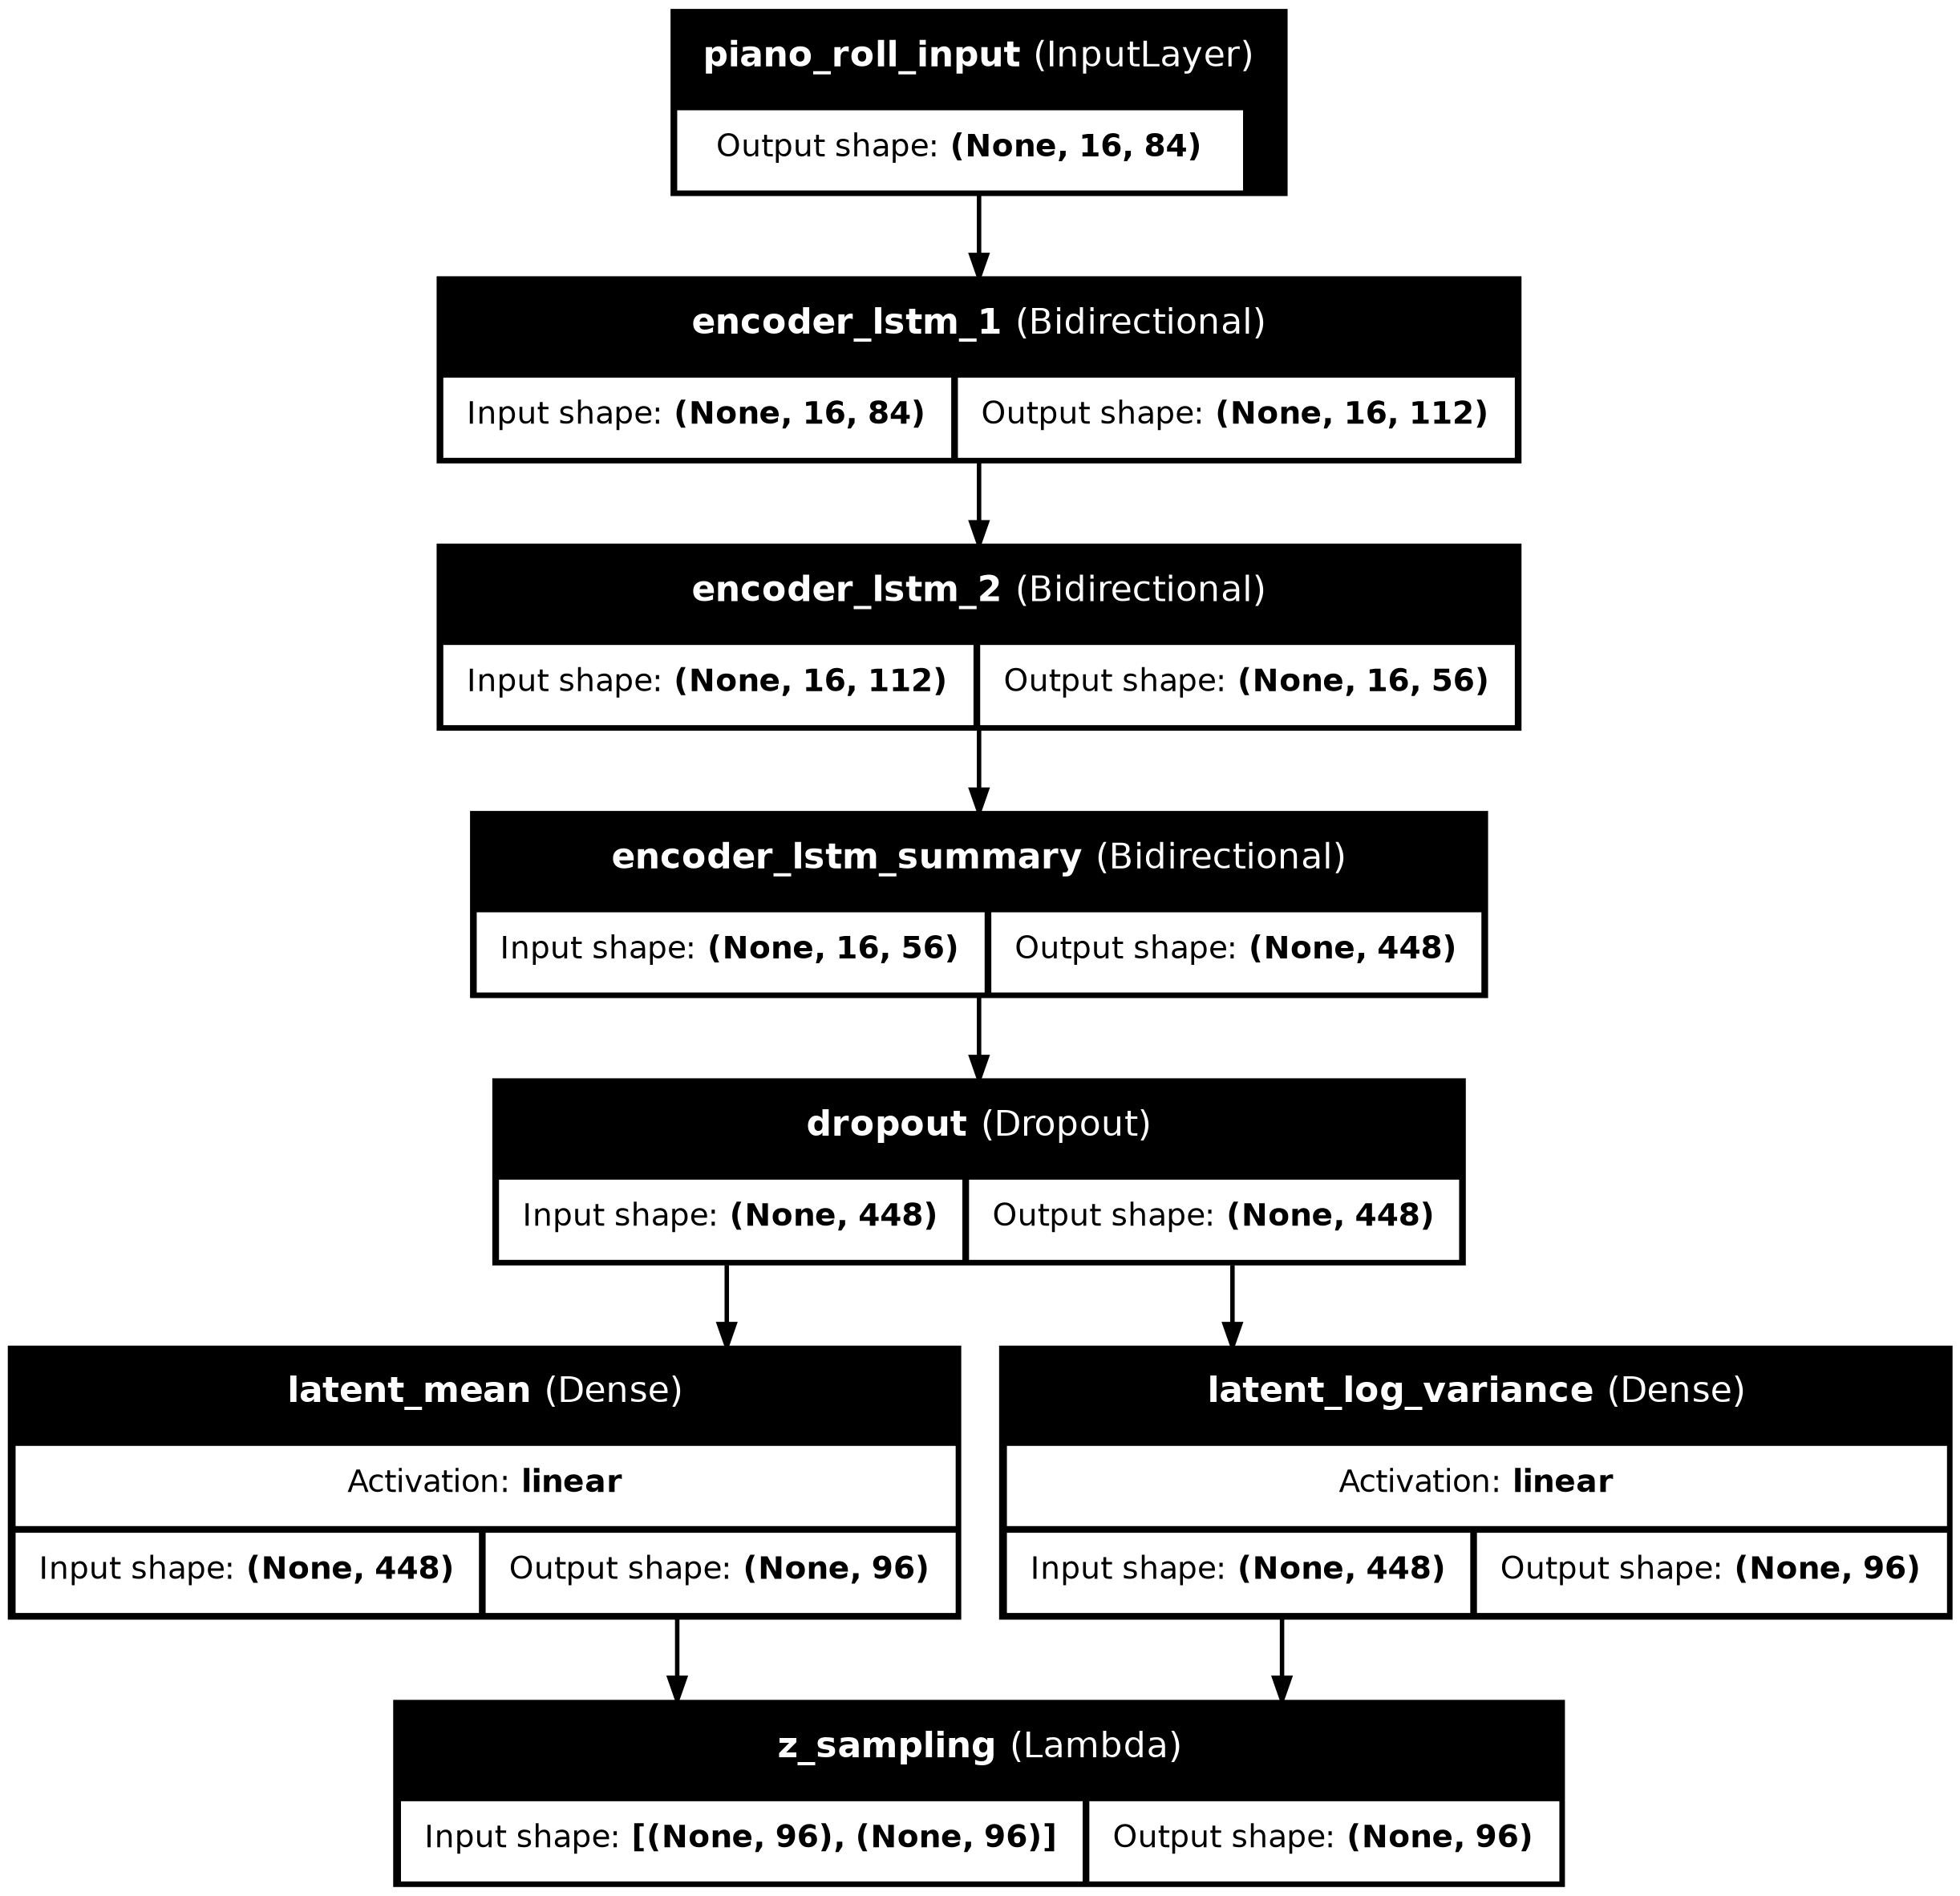 piano_roll_input (InputLayer)
Output shape: (None, 16, 84)
encoder_lstm_1 (Bidirectional)
Input shape: (None, 16, 84) Output shape: (None, 16, 112)
encoder_lstm_2 (Bidirectional)
Input shape: (None, 16, 112) Output shape: (None, 16, 56)
encoder_lstm_summary (Bidirectional)
Input shape: (None, 16, 56) Output shape: (None, 448)
dropout (Dropout)
Input shape: (None, 448) Output shape: (None, 448)
latent_mean (Dense)
Activation: linear
Input shape: (None, 448) Output shape: (None, 96)
latent_log_variance (Dense)
Activation: linear
Input shape: (None, 448) Output shape: (None, 96)
z_sampling (Lambda)
Input shape: [(None, 96), (None, 96)] Output shape: (None, 96)